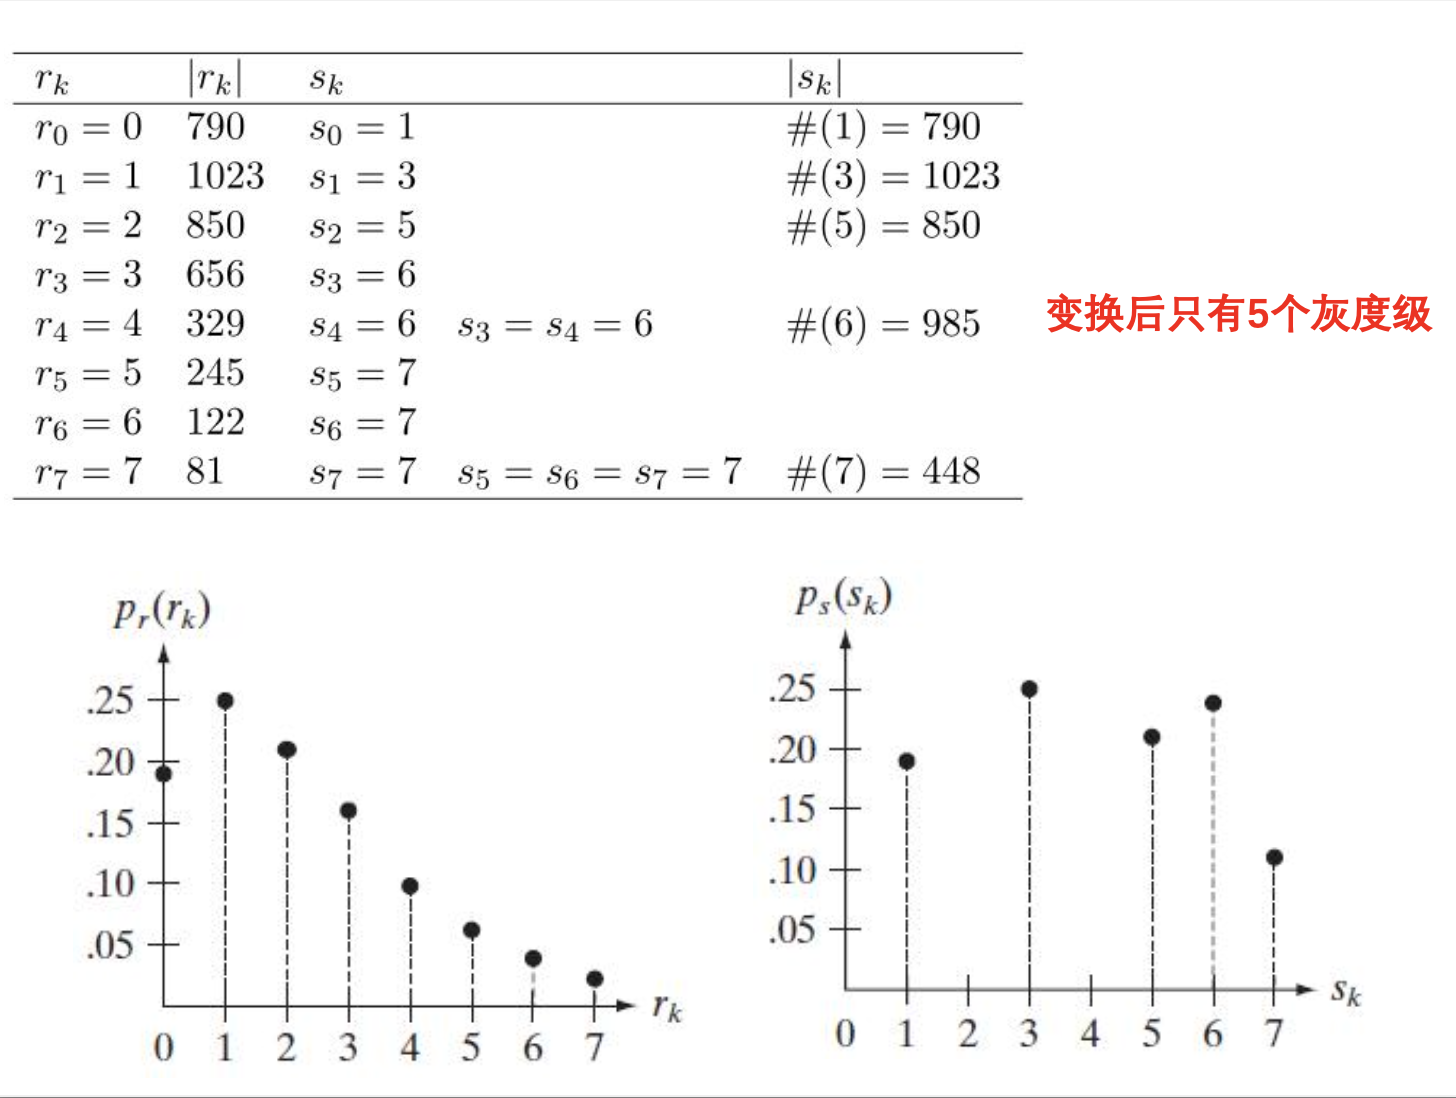 r_k |r_k| s_k |s_k|
r_0 = 0 790 s_0 = 1 #(1) = 790
r_1 = 1 1023 s_1 = 3 #(3) = 1023
r_2 = 2 850 s_2 = 5 #(5) = 850
r_3 = 3 656 s_3 = 6
r_4 = 4 329 s_4 = 6 s_3 = s_4 = 6 #(6) = 985
变换后只有5个灰度级
r_5 = 5 245 s_5 = 7
r_6 = 6 122 s_6 = 7
r_7 = 7 81 s_7 = 7 s_5 = s_6 = s_7 = 7 #(7) = 448
p_r(r_k)
.25
.20
.15
.10
.05
r_k
0 1 2 3 4 5 6 7
p_s(s_k)
.25
.20
.15
.10
.05
s_k
0 1 2 3 4 5 6 7